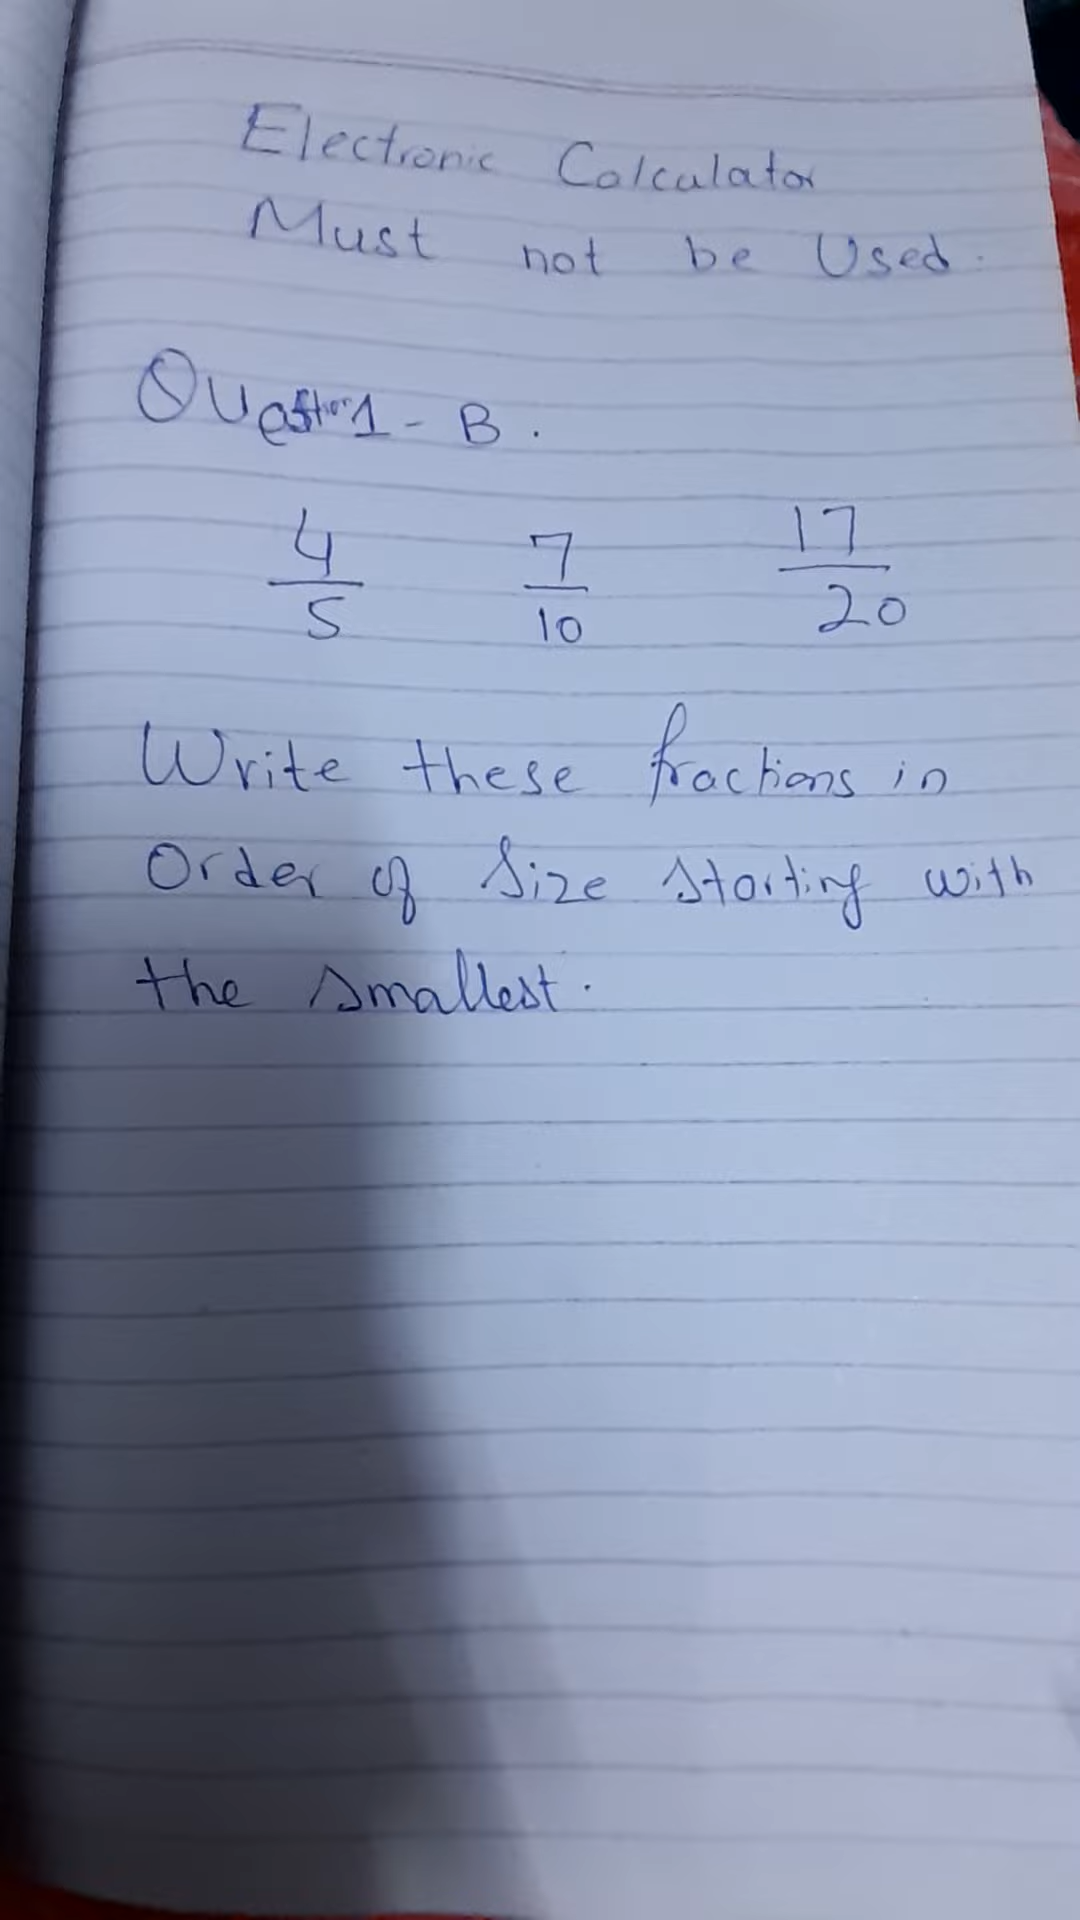 Electronic Calculator
Must not be Used.
Question 1 - B.
4/5 7/10 17/20
Write these fractions in
Order of Size starting with
the smallest.